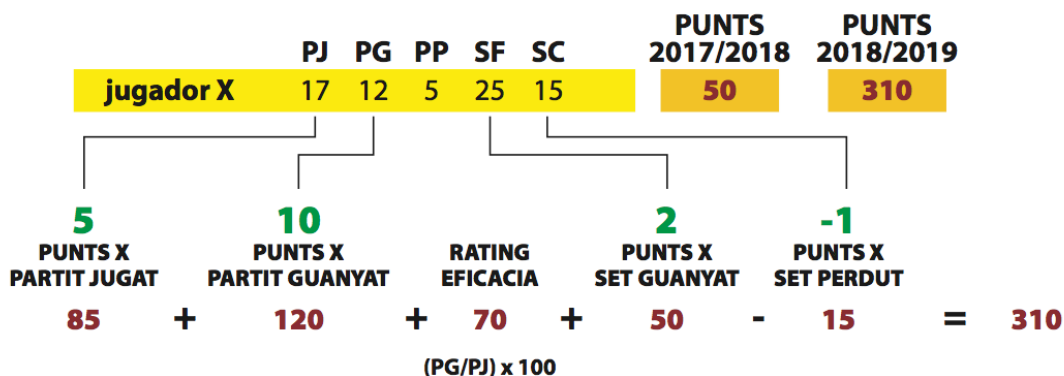 PJ PG PP SF SC PUNTS 2017/2018 PUNTS 2018/2019
jugador X 17 12 5 25 15 50 310
5 10 2 -1
PUNTS X PUNTS X RATING PUNTS X PUNTS X
PARTIT JUGAT PARTIT GUANYAT EFICACIA SET GUANYAT SET PERDUT
85 + 120 + 70 + 50 - 15 = 310
(PG/PJ) x 100